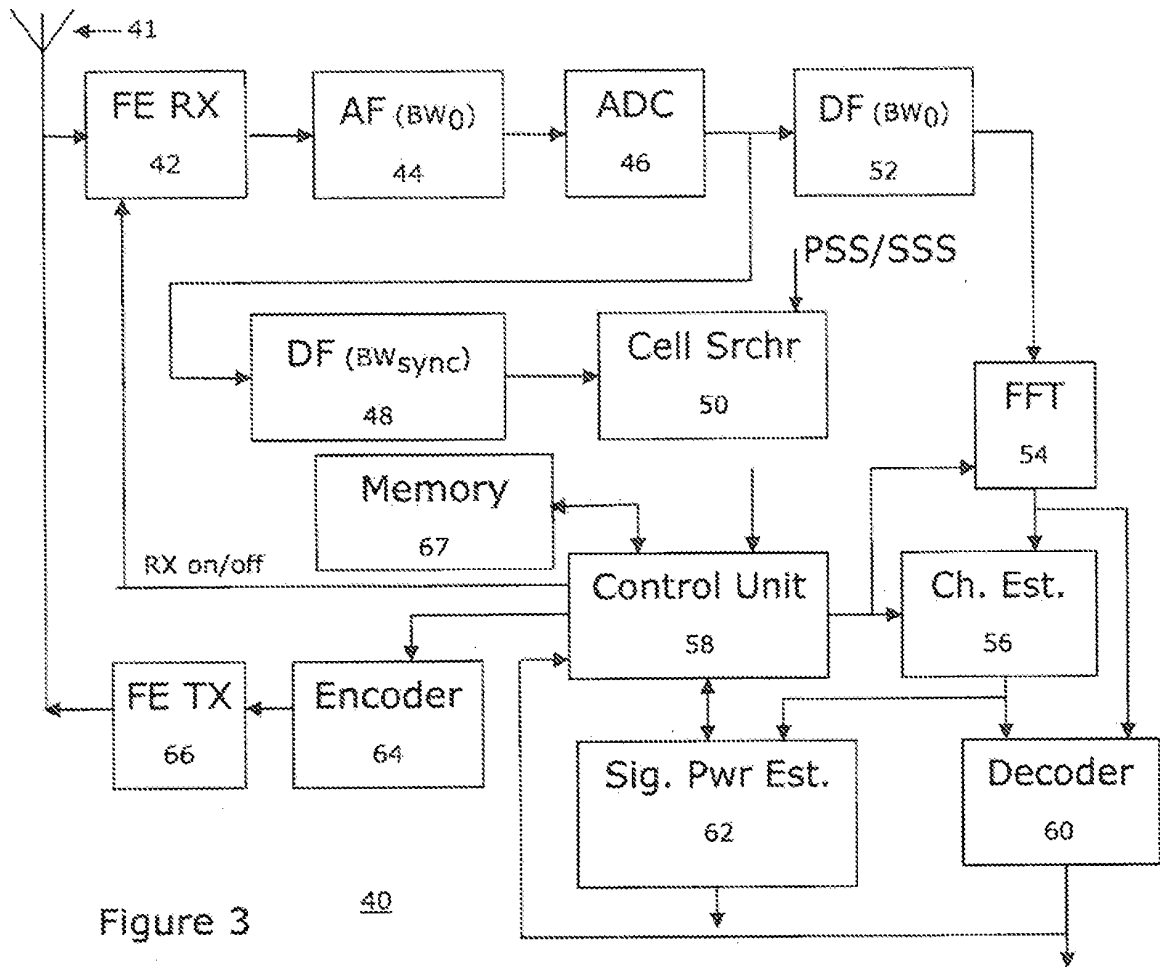 41
FE RX
42
AF (BW0)
44
ADC
46
DF (BW0)
52
PSS/SSS
DF (BWsync)
48
Cell Srchr
50
FFT
54
Memory
67
RX on/off
Control Unit
58
Ch. Est.
56
FE TX
66
Encoder
64
Sig. Pwr Est.
62
Decoder
60
Figure 3
40